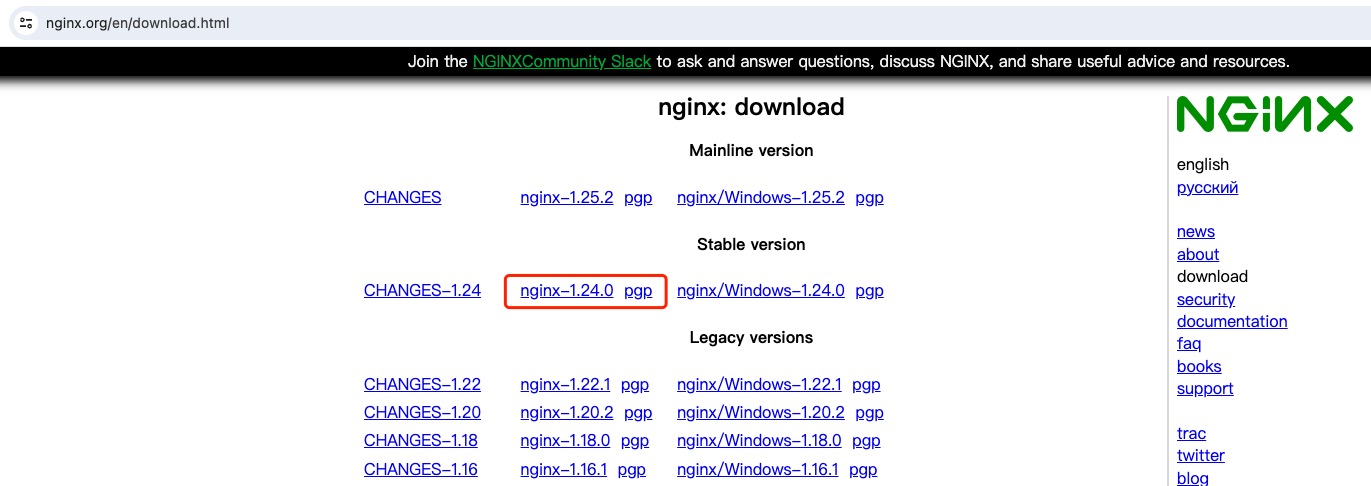 nginx.org/en/download.html
Join the NGINXCommunity Slack to ask and answer questions, discuss NGINX, and share useful advice and resources.
nginx: download
Mainline version
CHANGES nginx-1.25.2 pgp nginx/Windows-1.25.2 pgp
Stable version
CHANGES-1.24 nginx-1.24.0 pgp nginx/Windows-1.24.0 pgp
Legacy versions
CHANGES-1.22 nginx-1.22.1 pgp nginx/Windows-1.22.1 pgp
CHANGES-1.20 nginx-1.20.2 pgp nginx/Windows-1.20.2 pgp
CHANGES-1.18 nginx-1.18.0 pgp nginx/Windows-1.18.0 pgp
CHANGES-1.16 nginx-1.16.1 pgp nginx/Windows-1.16.1 pgp
NGINX
english
русский
news
about
download
security
documentation
faq
books
support
trac
twitter
blog